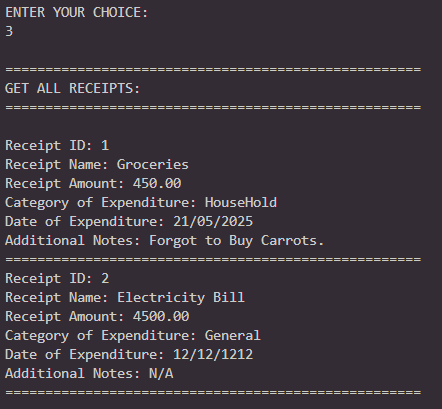 ENTER YOUR CHOICE:
3
====================================================
GET ALL RECEIPTS:
====================================================
Receipt ID: 1
Receipt Name: Groceries
Receipt Amount: 450.00
Category of Expenditure: HouseHold
Date of Expenditure: 21/05/2025
Additional Notes: Forgot to Buy Carrots.
====================================================
Receipt ID: 2
Receipt Name: Electricity Bill
Receipt Amount: 4500.00
Category of Expenditure: General
Date of Expenditure: 12/12/1212
Additional Notes: N/A
====================================================